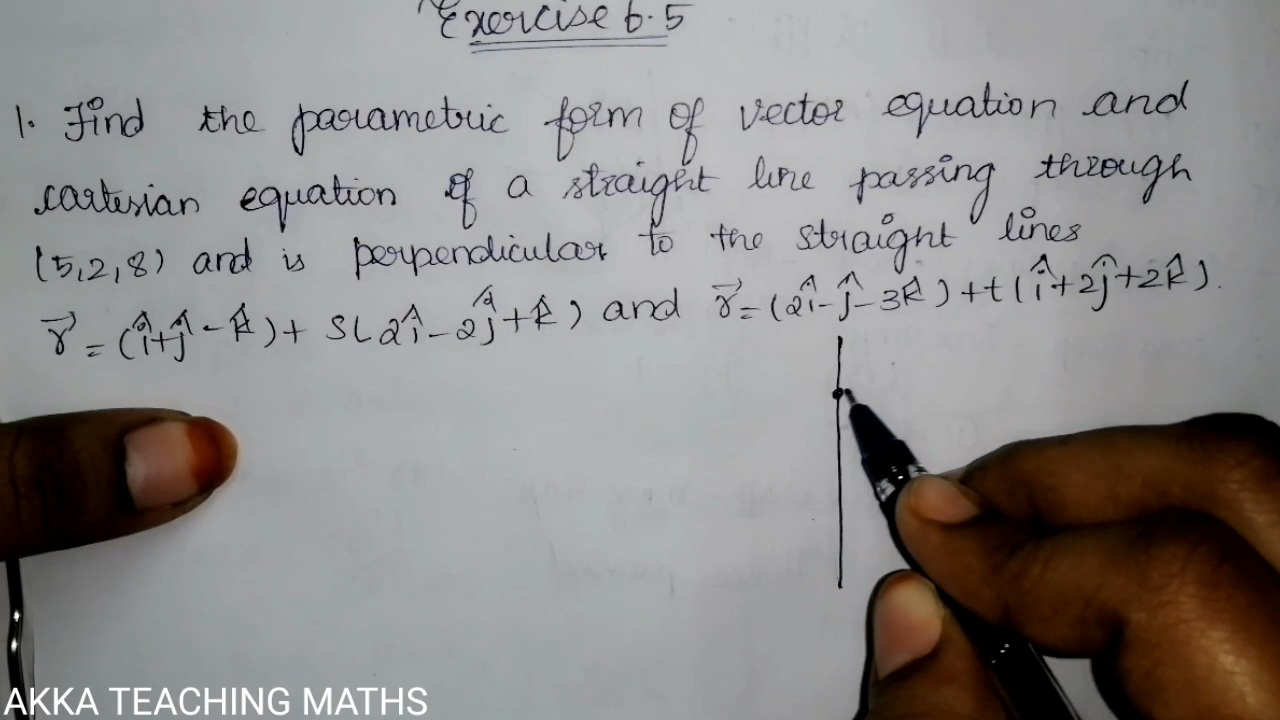 Exercise 6.5
1. Find the parametric form of vector equation and
cartesian equation of a straight line passing through
(5,2,8) and is perpendicular to the straight lines
r⃗ = (î+ĵ-k̂)+ S(2î-2ĵ+k̂) and r⃗=(2î-ĵ-3k̂)+t(î+2ĵ+2k̂).
AKKA TEACHING MATHS